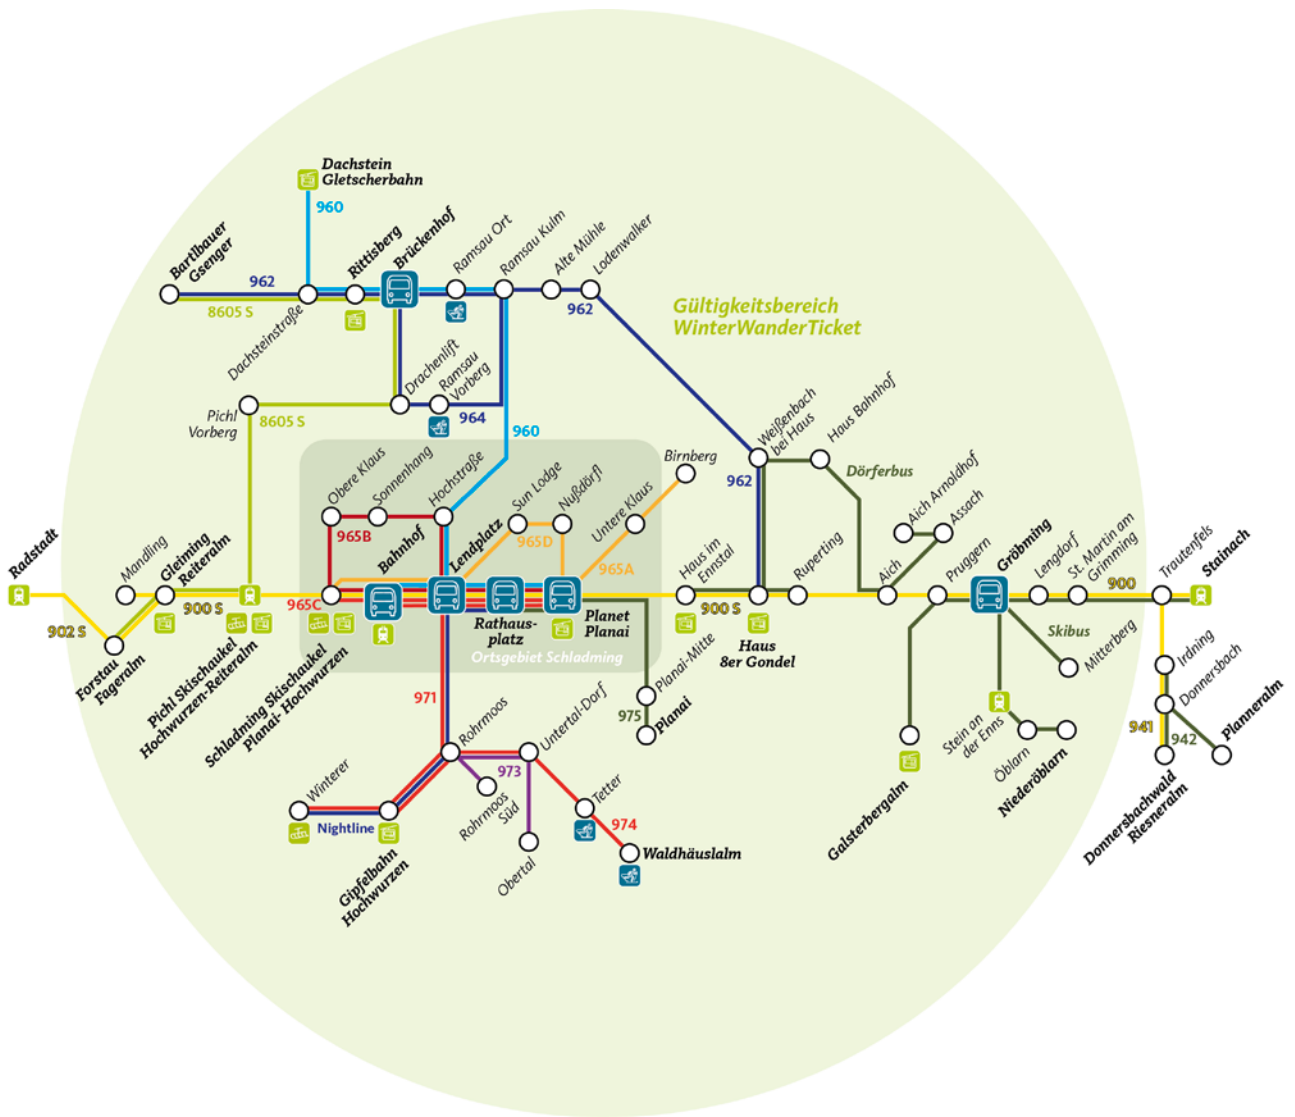 Dachstein
Gletscherbahn
960
Bartlbauer
Gsenger
962
8605 S
Dachsteinstraße
Rittisberg
Brückenhof
Ramsau Ort
Ramsau Kulm
Alte Mühle
Lodenwalker
962
Gültigkeitsbereich
WinterWanderTicket
Drachenlift
Ramsau
Vorberg
964
Pichl
Vorberg
8605 S
960
Weißenbach
bei Haus
Haus Bahnhof
962
Dörferbus
Obere Klaus
Sonnenhang
Hochstraße
Sun Lodge
Nußdörfl
Untere Klaus
Birnberg
965B
965D
965A
965C
Bahnhof
Lendplatz
Rathaus-
platz
Planet
Planai
Ortsgebiet Schladming
Radstadt
902 S
Mandling
Gleiming
Reiteralm
900 S
Forstau
Fageralm
Pichl Skischaukel
Hochwurzen-Reiteralm
Schladming Skischaukel
Planai- Hochwurzen
Haus im
Ennstal
900 S
Planai-Mitte
975
Planai
Haus
8er Gondel
Ruperting
Aich
Aich Arnoldhof
Assach
Pruggern
Gröbming
Lengdorf
St. Martin am
Grimming
900
Trautenfels
Stainach
Skibus
Mitterberg
Irdning
Donnersbach
941
942
Planneralm
Donnersbachwald
Riesneralm
Stein an
der Enns
Öblarn
Niederöblarn
Galsterbergalm
971
Rohrmoos
Untertal-Dorf
973
Winterer
Nightline
Gipfelbahn
Hochwurzen
Rohrmoos
Süd
Obertal
Tetter
974
Waldhäuslalm